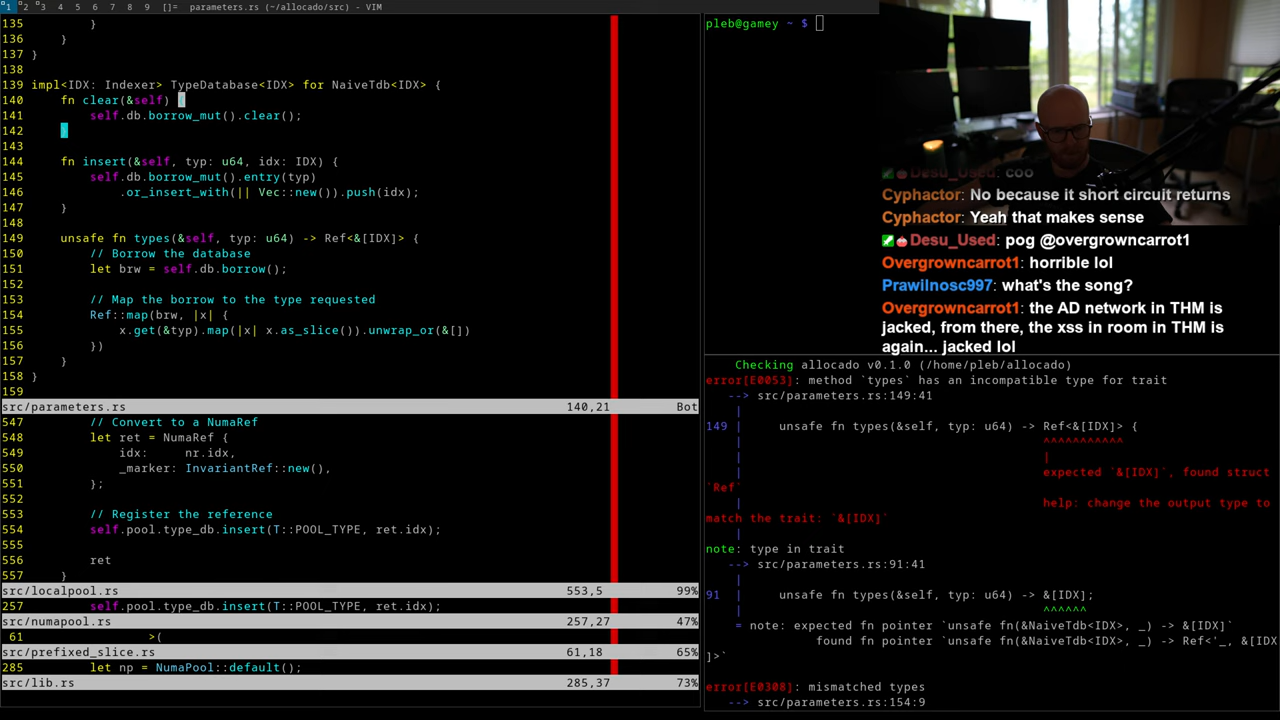 1 2 3 4 5 6 7 8 9 []= parameters.rs (~/allocado/src) - VIM
135         }
136     }
137 }
138
139 impl<IDX: Indexer> TypeDatabase<IDX> for NaiveTdb<IDX> {
140     fn clear(&self) {
141         self.db.borrow_mut().clear();
142     }
143
144     fn insert(&self, typ: u64, idx: IDX) {
145         self.db.borrow_mut().entry(typ)
146             .or_insert_with(|| Vec::new()).push(idx);
147     }
148
149     unsafe fn types(&self, typ: u64) -> Ref<&[IDX]> {
150         // Borrow the database
151         let brw = self.db.borrow();
152
153         // Map the borrow to the type requested
154         Ref::map(brw, |x| {
155             x.get(&typ).map(|x| x.as_slice()).unwrap_or(&[])
156         })
157     }
158 }
159
src/parameters.rs 140,21 Bot
547         // Convert to a NumaRef
548         let ret = NumaRef {
549             idx:     nr.idx,
550             _marker: InvariantRef::new(),
551         };
552
553         // Register the reference
554         self.pool.type_db.insert(T::POOL_TYPE, ret.idx);
555
556         ret
557     }
src/localpool.rs 553,5 99%
257         self.pool.type_db.insert(T::POOL_TYPE, ret.idx);
src/numapool.rs 257,27 47%
61                 >(
src/prefixed_slice.rs 61,18 65%
285         let np = NumaPool::default();
src/lib.rs 285,37 73%
pleb@gamey ~ $
Desu_Used: coo
Cyphactor: No because it short circuit returns
Cyphactor: Yeah that makes sense
Desu_Used: pog @overgrowncarrot1
Overgrowncarrot1: horrible lol
Prawilnosc997: what's the song?
Overgrowncarrot1: the AD network in THM is
jacked, from there, the xss in room in THM is
again... jacked lol
Checking allocado v0.1.0 (/home/pleb/allocado)
error[E0053]: method `types` has an incompatible type for trait
--> src/parameters.rs:149:41
|
149 |     unsafe fn types(&self, typ: u64) -> Ref<&[IDX]> {
| ^^^^^^^^^^^
| |
| expected `&[IDX]`, found struct
`Ref`
| help: change the output type to
match the trait: `&[IDX]`
|
note: type in trait
--> src/parameters.rs:91:41
|
91 |     unsafe fn types(&self, typ: u64) -> &[IDX];
| ^^^^^^
= note: expected fn pointer `unsafe fn(&NaiveTdb<IDX>, _) -> &[IDX]`
found fn pointer `unsafe fn(&NaiveTdb<IDX>, _) -> Ref<'_, &[IDX
]>`
error[E0308]: mismatched types
--> src/parameters.rs:154:9